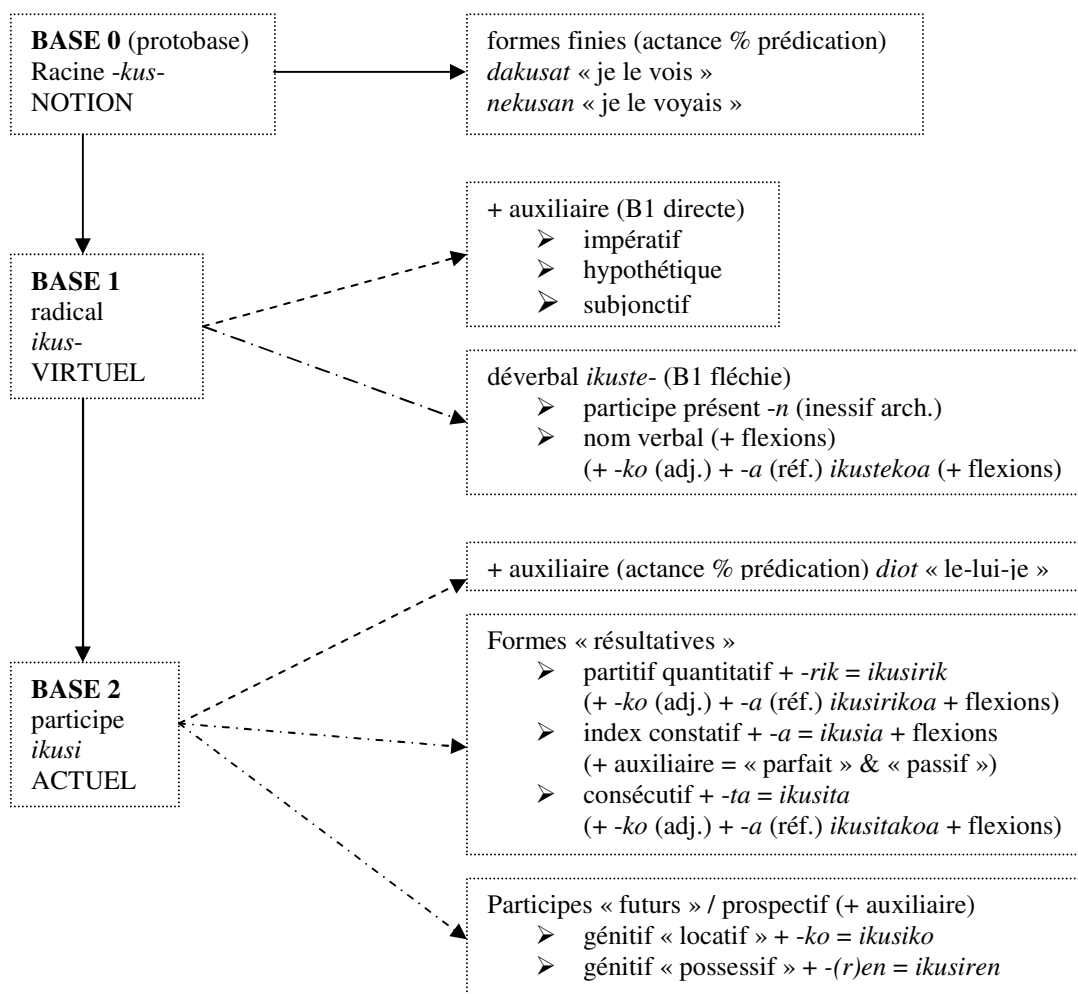 BASE 0 (protobase)
Racine -kus-
NOTION
formes finies (actance % prédication)
dakusat « je le vois »
nekusan « je le voyais »
+ auxiliaire (B1 directe)
➢ impératif
➢ hypothétique
➢ subjonctif
BASE 1
radical
ikus-
VIRTUEL
déverbal ikuste- (B1 fléchie)
➢ participe présent -n (inessif arch.)
➢ nom verbal (+ flexions)
(+ -ko (adj.) + -a (réf.) ikustekoa (+ flexions)
+ auxiliaire (actance % prédication) diot « le-lui-je »
BASE 2
participe
ikusi
ACTUEL
Formes « résultatives »
➢ partitif quantitatif + -rik = ikusirik
(+ -ko (adj.) + -a (réf.) ikusirikoa + flexions)
➢ index constatif + -a = ikusia + flexions
(+ auxiliaire = « parfait » & « passif »)
➢ consécutif + -ta = ikusita
(+ -ko (adj.) + -a (réf.) ikusitakoa + flexions)
Participes « futurs » / prospectif (+ auxiliaire)
➢ génitif « locatif » + -ko = ikusiko
➢ génitif « possessif » + -(r)en = ikusiren